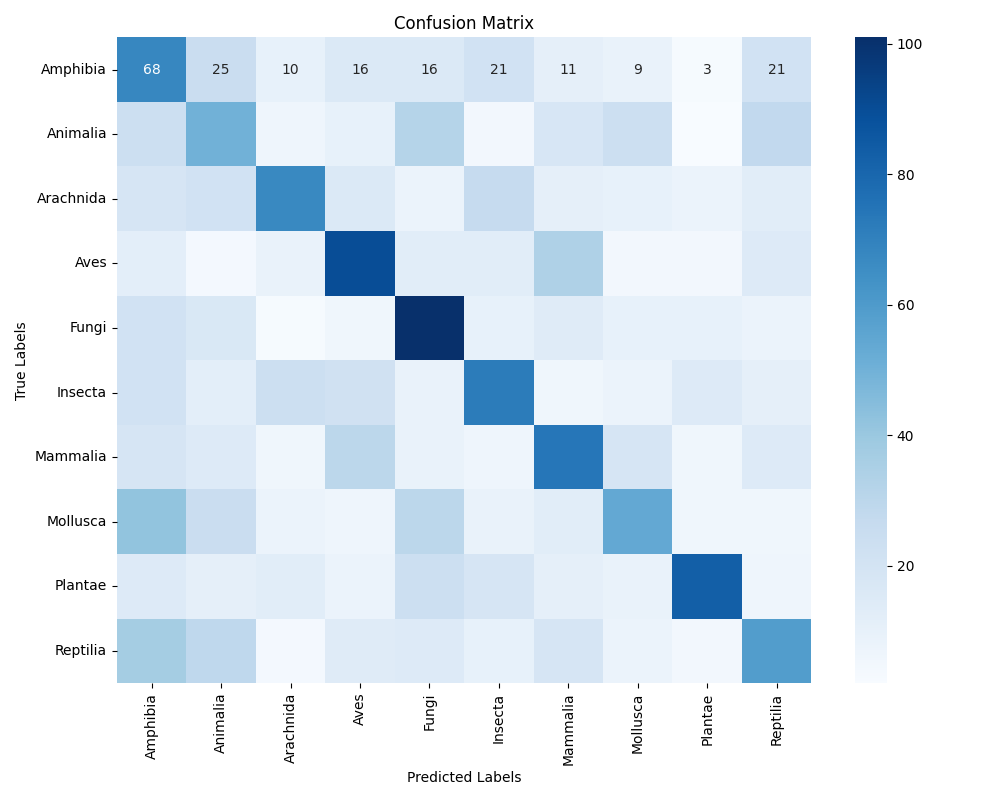 Confusion Matrix
Amphibia 68 25 10 16 16 21 11 9 3 21
Animalia
Arachnida
Aves
Fungi
Insecta
Mammalia
Mollusca
Plantae
Reptilia
True Labels
Amphibia Animalia Arachnida Aves Fungi Insecta Mammalia Mollusca Plantae Reptilia
Predicted Labels
100
80
60
40
20